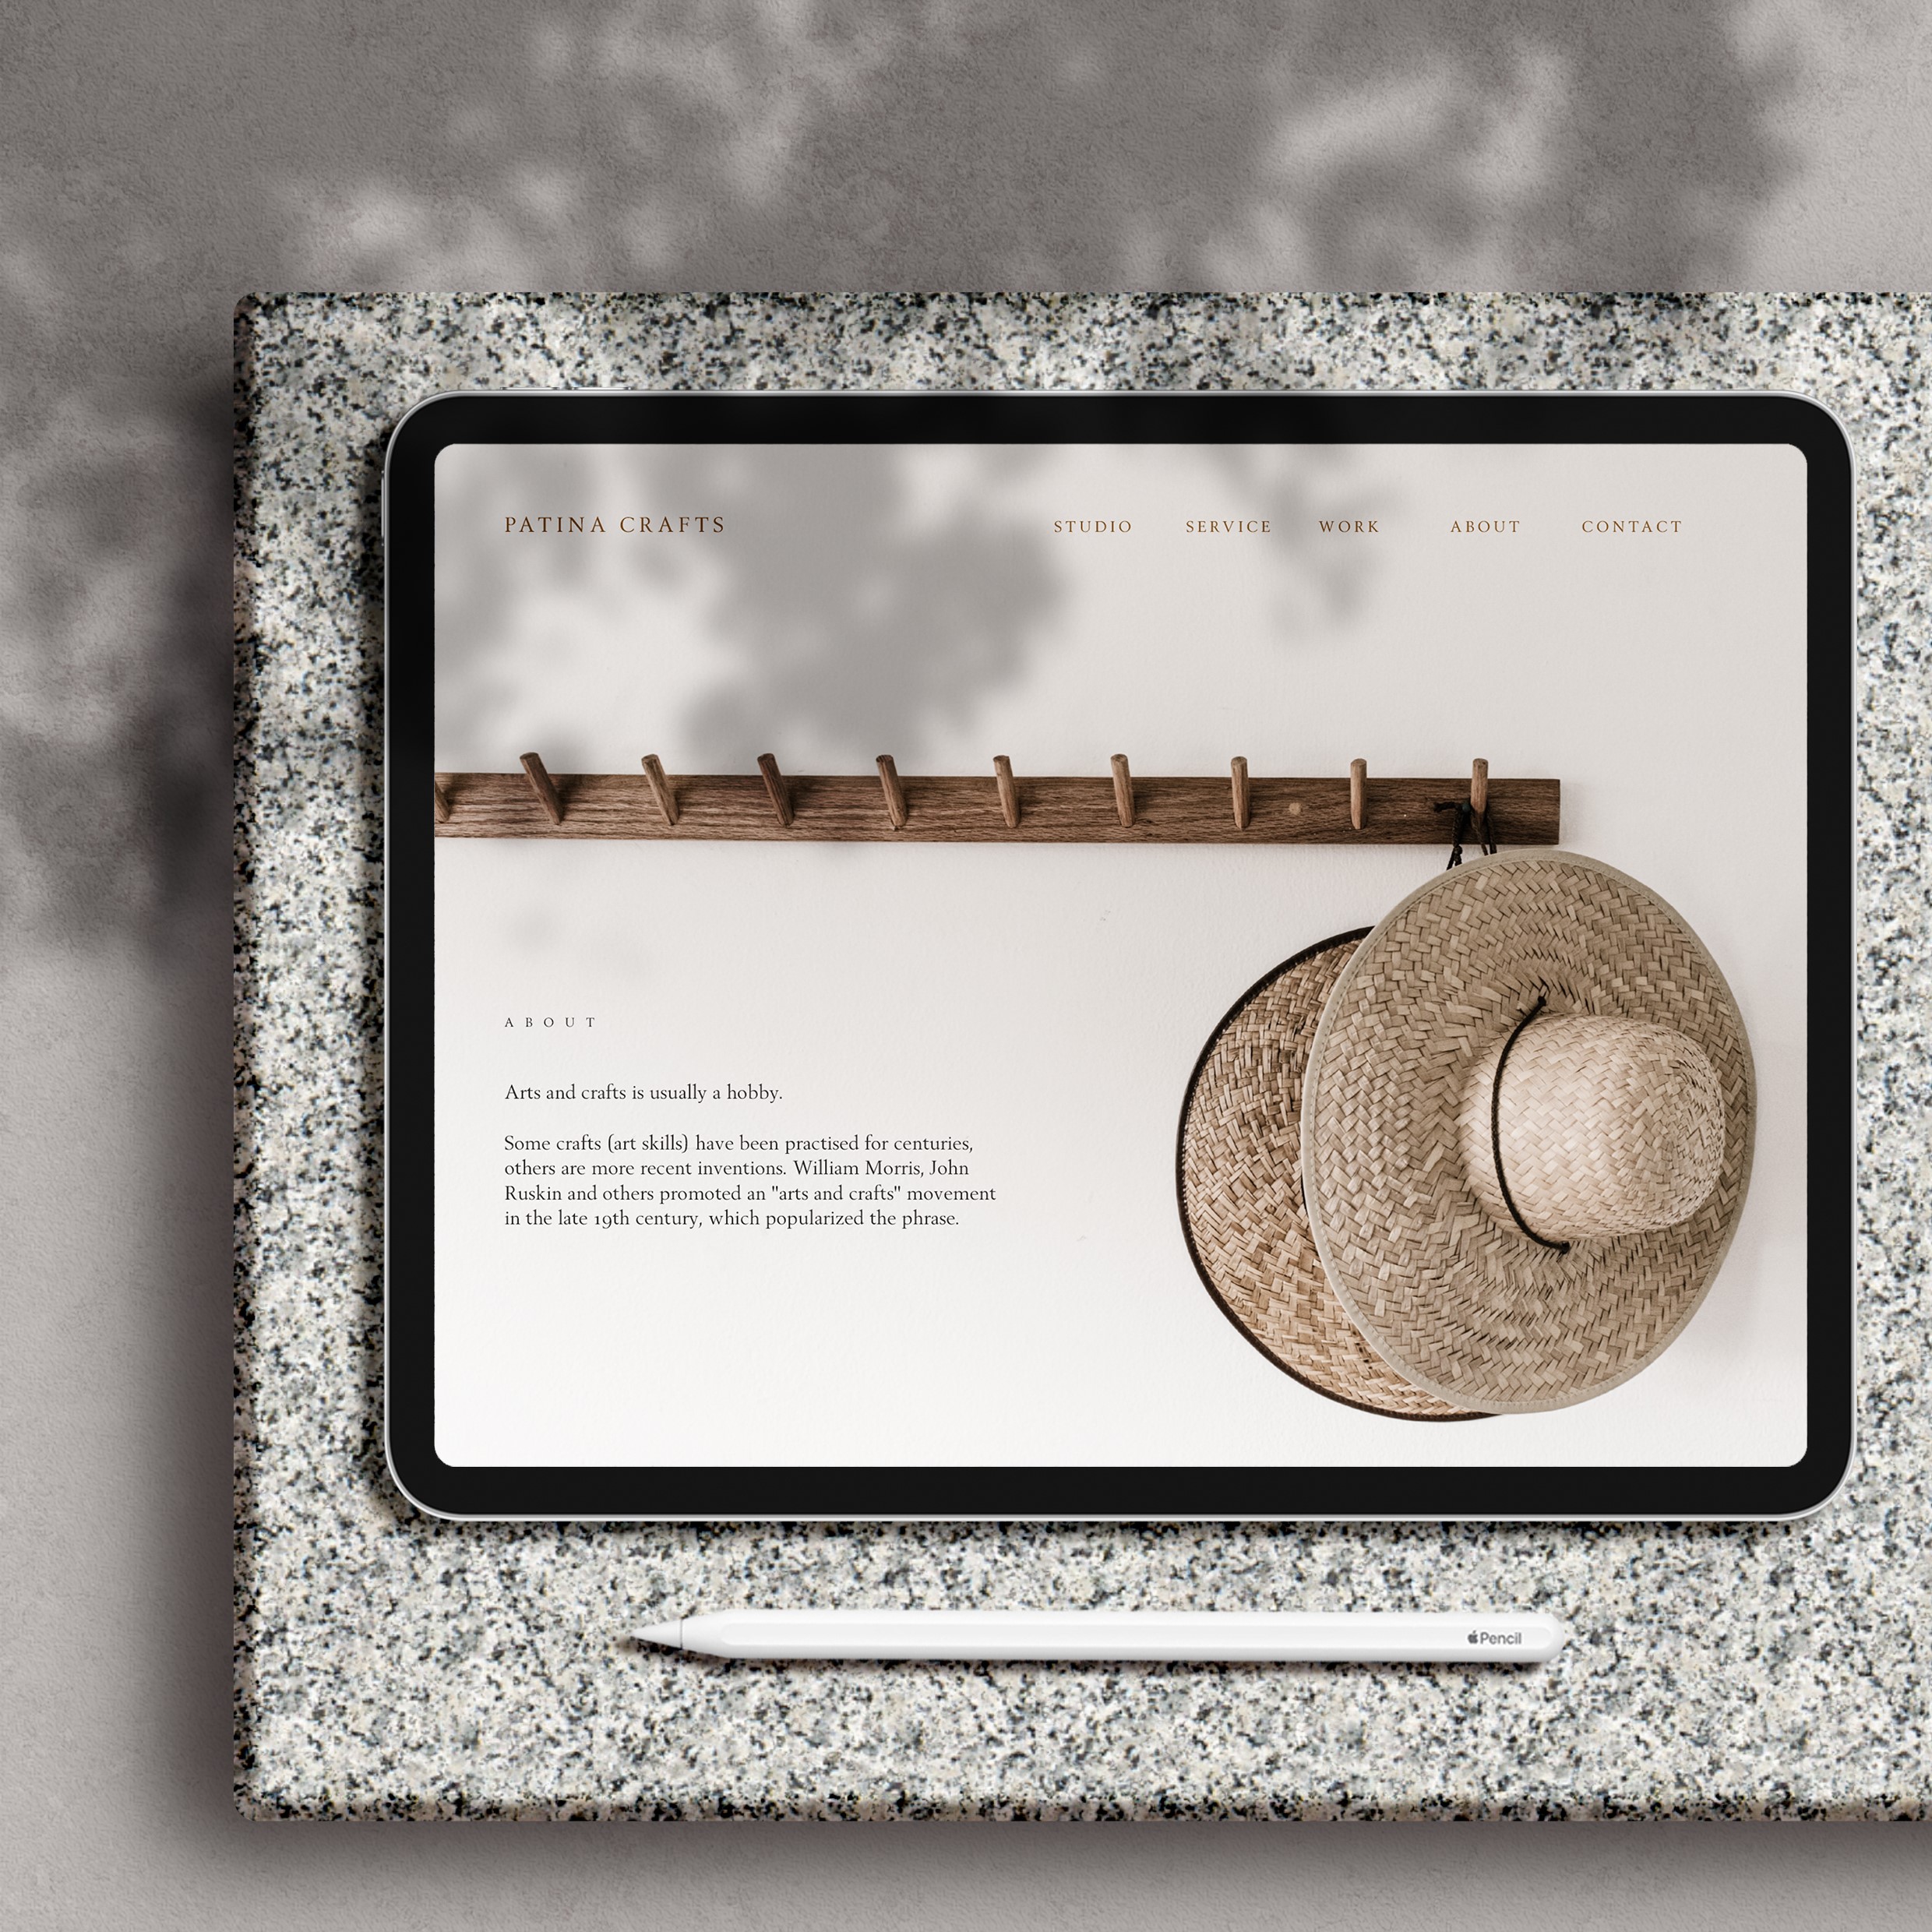 PATINA CRAFTS
STUDIO SERVICE WORK ABOUT CONTACT
ABOUT
Arts and crafts is usually a hobby.
Some crafts (art skills) have been practised for centuries,
others are more recent inventions. William Morris, John
Ruskin and others promoted an "arts and crafts" movement
in the late 19th century, which popularized the phrase.
Pencil